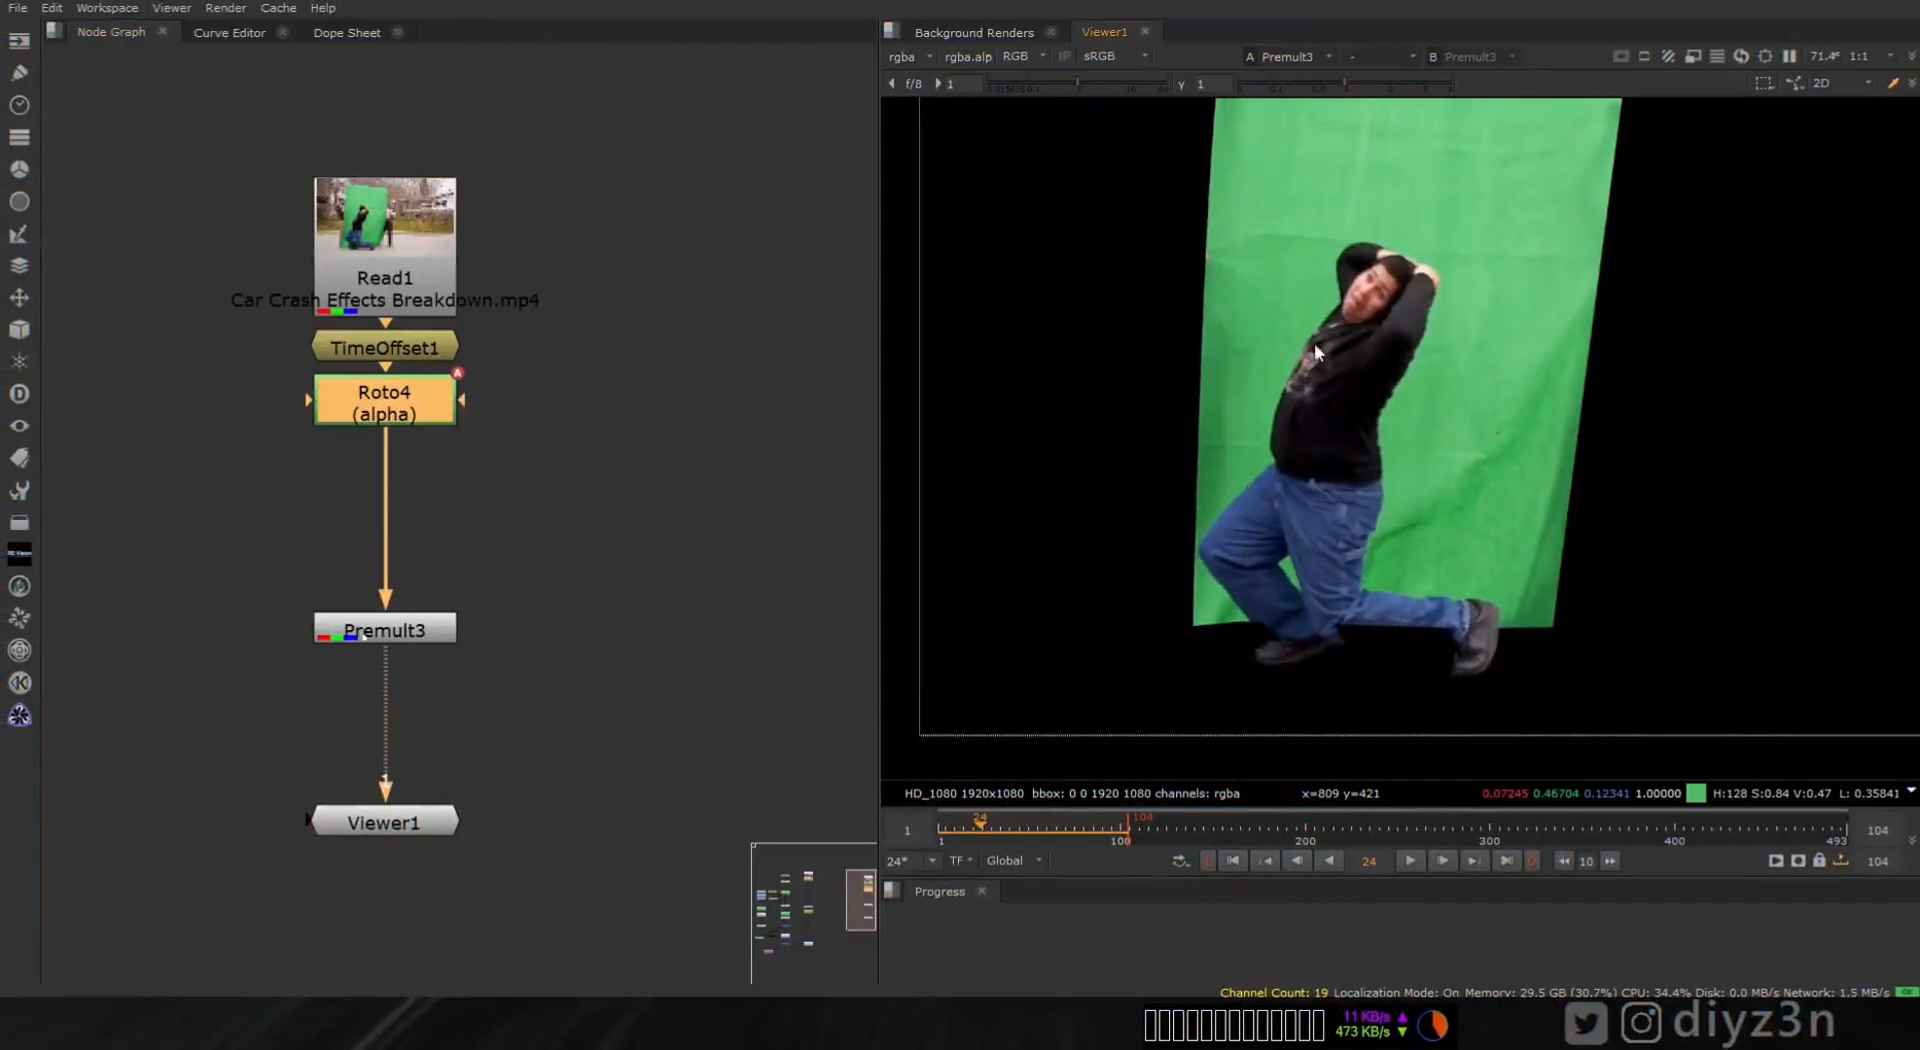 File Edit Workspace Viewer Render Cache Help
Node Graph Curve Editor Dope Sheet
Background Renders Viewer1
rgba rgba.alp RGB IP sRGB A Premult3 - B Premult3 71.4% 1:1
f/8 1 Y 1 2D
Read1
Car Crash Effects Breakdown.mp4
TimeOffset1
A
Roto4
(alpha)
Premult3
1
Viewer1
HD_1080 1920x1080 bbox: 0 0 1920 1080 channels: rgba x=809 y=421 0.07245 0.46704 0.12341 1.00000 H:128 S:0.84 V:0.47 L: 0.35841
24 104
1 104
1 100 200 300 400 493
24* TF Global 24 10 104
Progress
Channel Count: 19 Localization Mode: On Memory: 29.5 GB (30.7%) CPU: 34.4% Disk: 0.0 MB/s Network: 1.5 MB/s
11 KB/s
473 KB/s
diyz3n